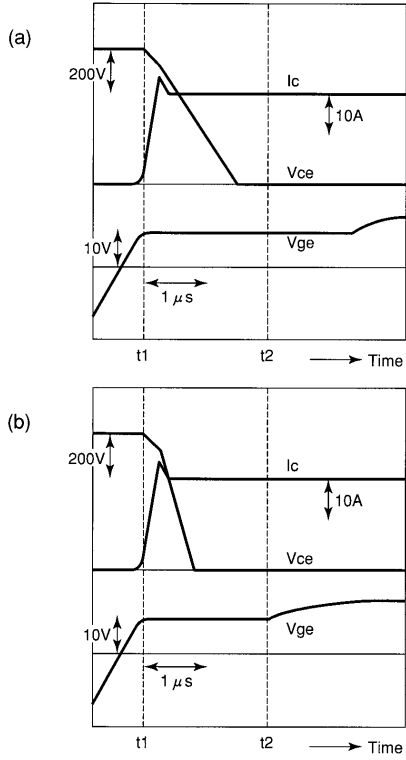 (a)
200V
Ic
10A
Vce
10V
Vge
1 μs
t1
t2
Time
(b)
200V
Ic
10A
Vce
10V
Vge
1 μs
t1
t2
Time